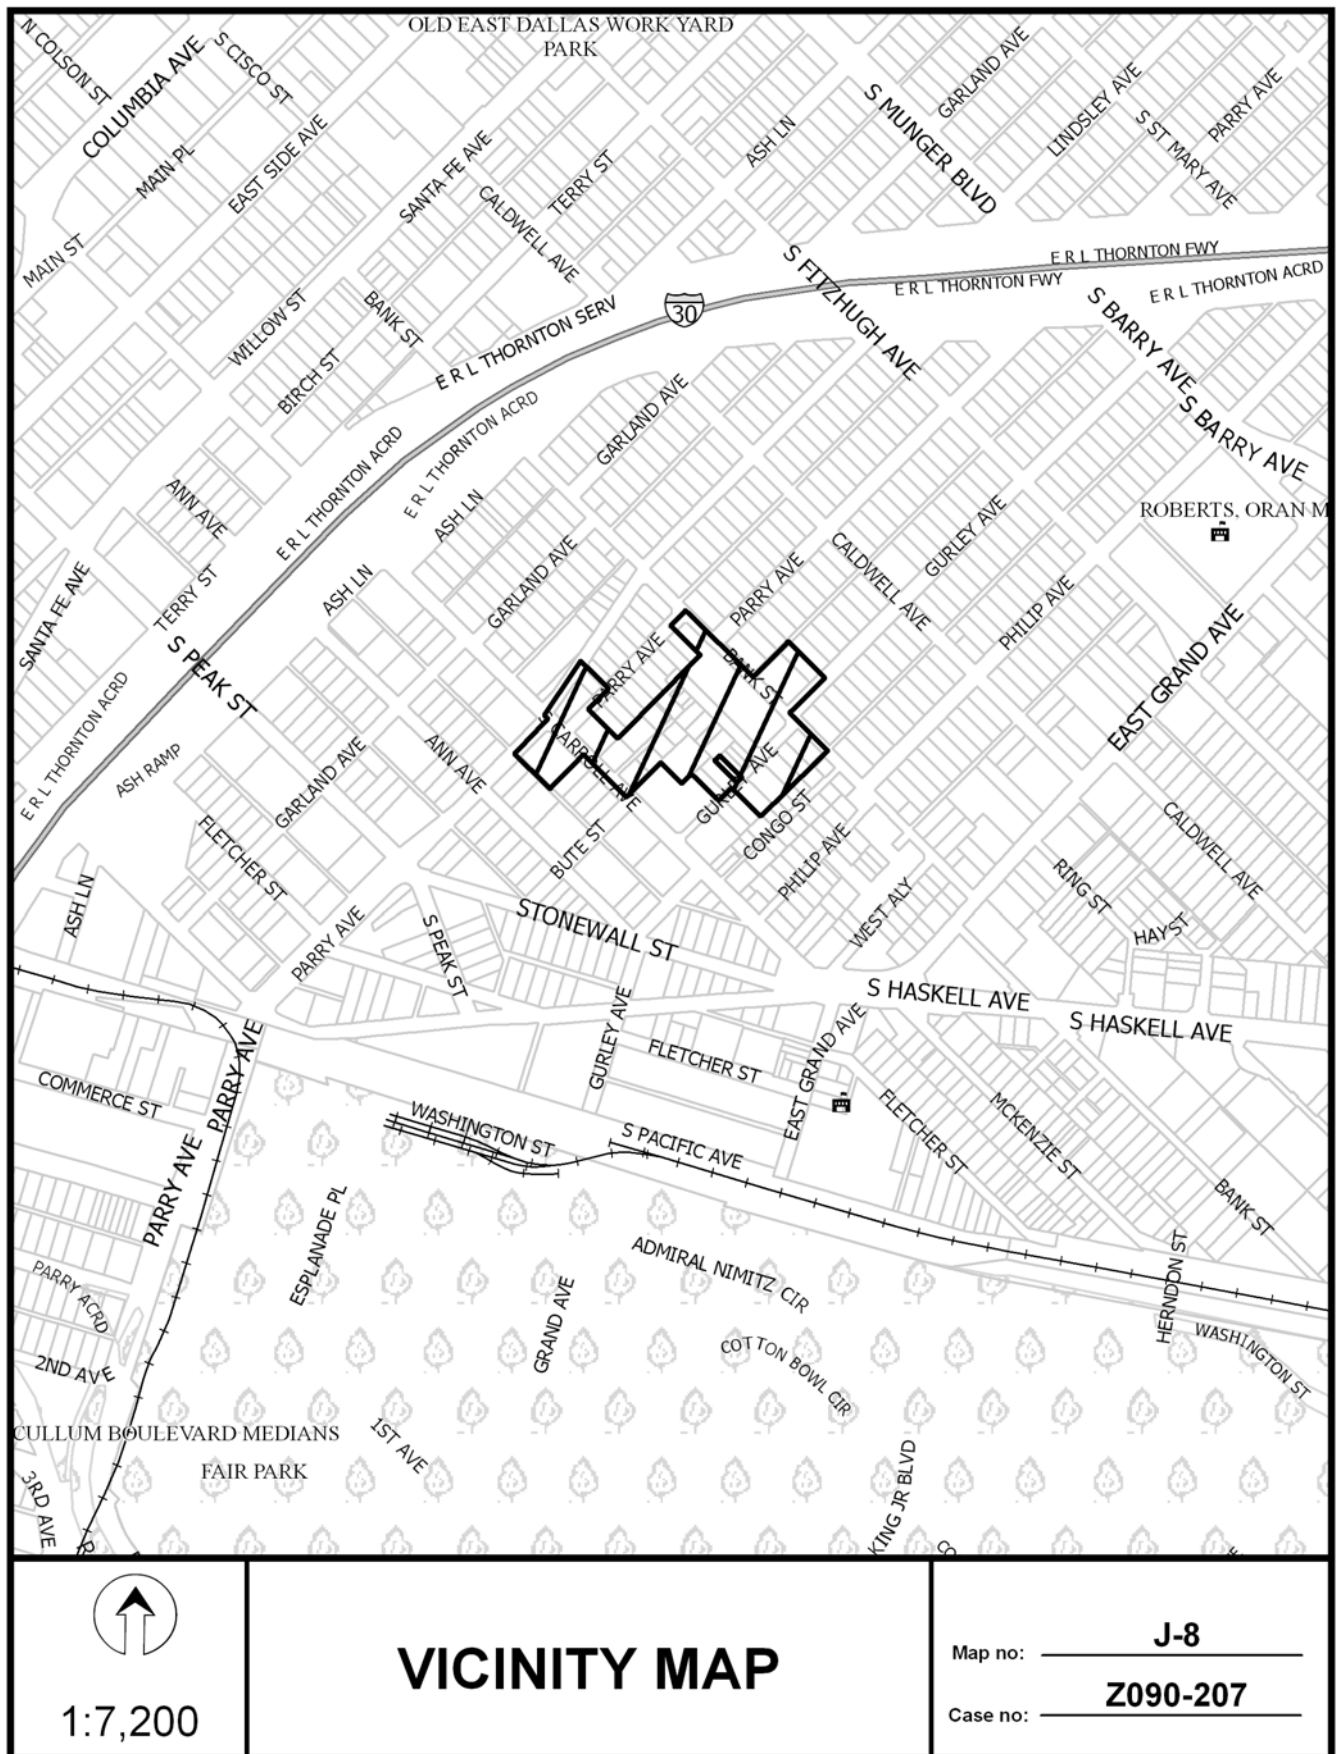 OLD EAST DALLAS WORK YARD
PARK
N COLSON ST
COLUMBIA AVE
S CISCO ST
GARLAND AVE
S MUNGER BLVD
LINDSLEY AVE
PARRY AVE
S ST MARY AVE
ASH LN
MAIN PL
EAST SIDE AVE
SANTA FE AVE
TERRY ST
CALDWELL AVE
MAIN ST
E R L THORNTON FWY
E R L THORNTON FWY
E R L THORNTON ACRD
S FITZHUGH AVE
S BARRY AVE
S BARRY AVE
WILLOW ST
BANK ST
30
E R L THORNTON SERV
BIRCH ST
GARLAND AVE
E R L THORNTON ACRD
E R L THORNTON ACRD
ANN AVE
ASH LN
ROBERTS, ORAN M
GURLEY AVE
CALDWELL AVE
GARLAND AVE
PARRY AVE
SANTA FE AVE
TERRY ST
ASH LN
PHILIP AVE
S PEAK ST
PARRY AVE
BANK ST
EAST GRAND AVE
E R L THORNTON ACRD
S CARROLL AVE
ASH RAMP
GARLAND AVE
ANN AVE
GURLEY AVE
CONGO ST
FLETCHER ST
BUTE ST
PHILIP AVE
CALDWELL AVE
RING ST
ASH LN
STONEWALL ST
WEST ALY
HAY ST
PARRY AVE
S PEAK ST
S HASKELL AVE
S HASKELL AVE
GURLEY AVE
EAST GRAND AVE
PARRY AVE
FLETCHER ST
COMMERCE ST
FLETCHER ST
MCKENZIE ST
WASHINGTON ST
S PACIFIC AVE
PARRY AVE
BANK ST
ESPLANADE PL
ADMIRAL NIMITZ CIR
HERNDON ST
PARRY ACRD
GRAND AVE
COTTON BOWL CIR
WASHINGTON ST
2ND AVE
CULLUM BOULEVARD MEDIANS
1ST AVE
FAIR PARK
3RD AVE
KING JR BLVD
CO
VICINITY MAP
1:7,200
Map no: J-8
Case no: Z090-207